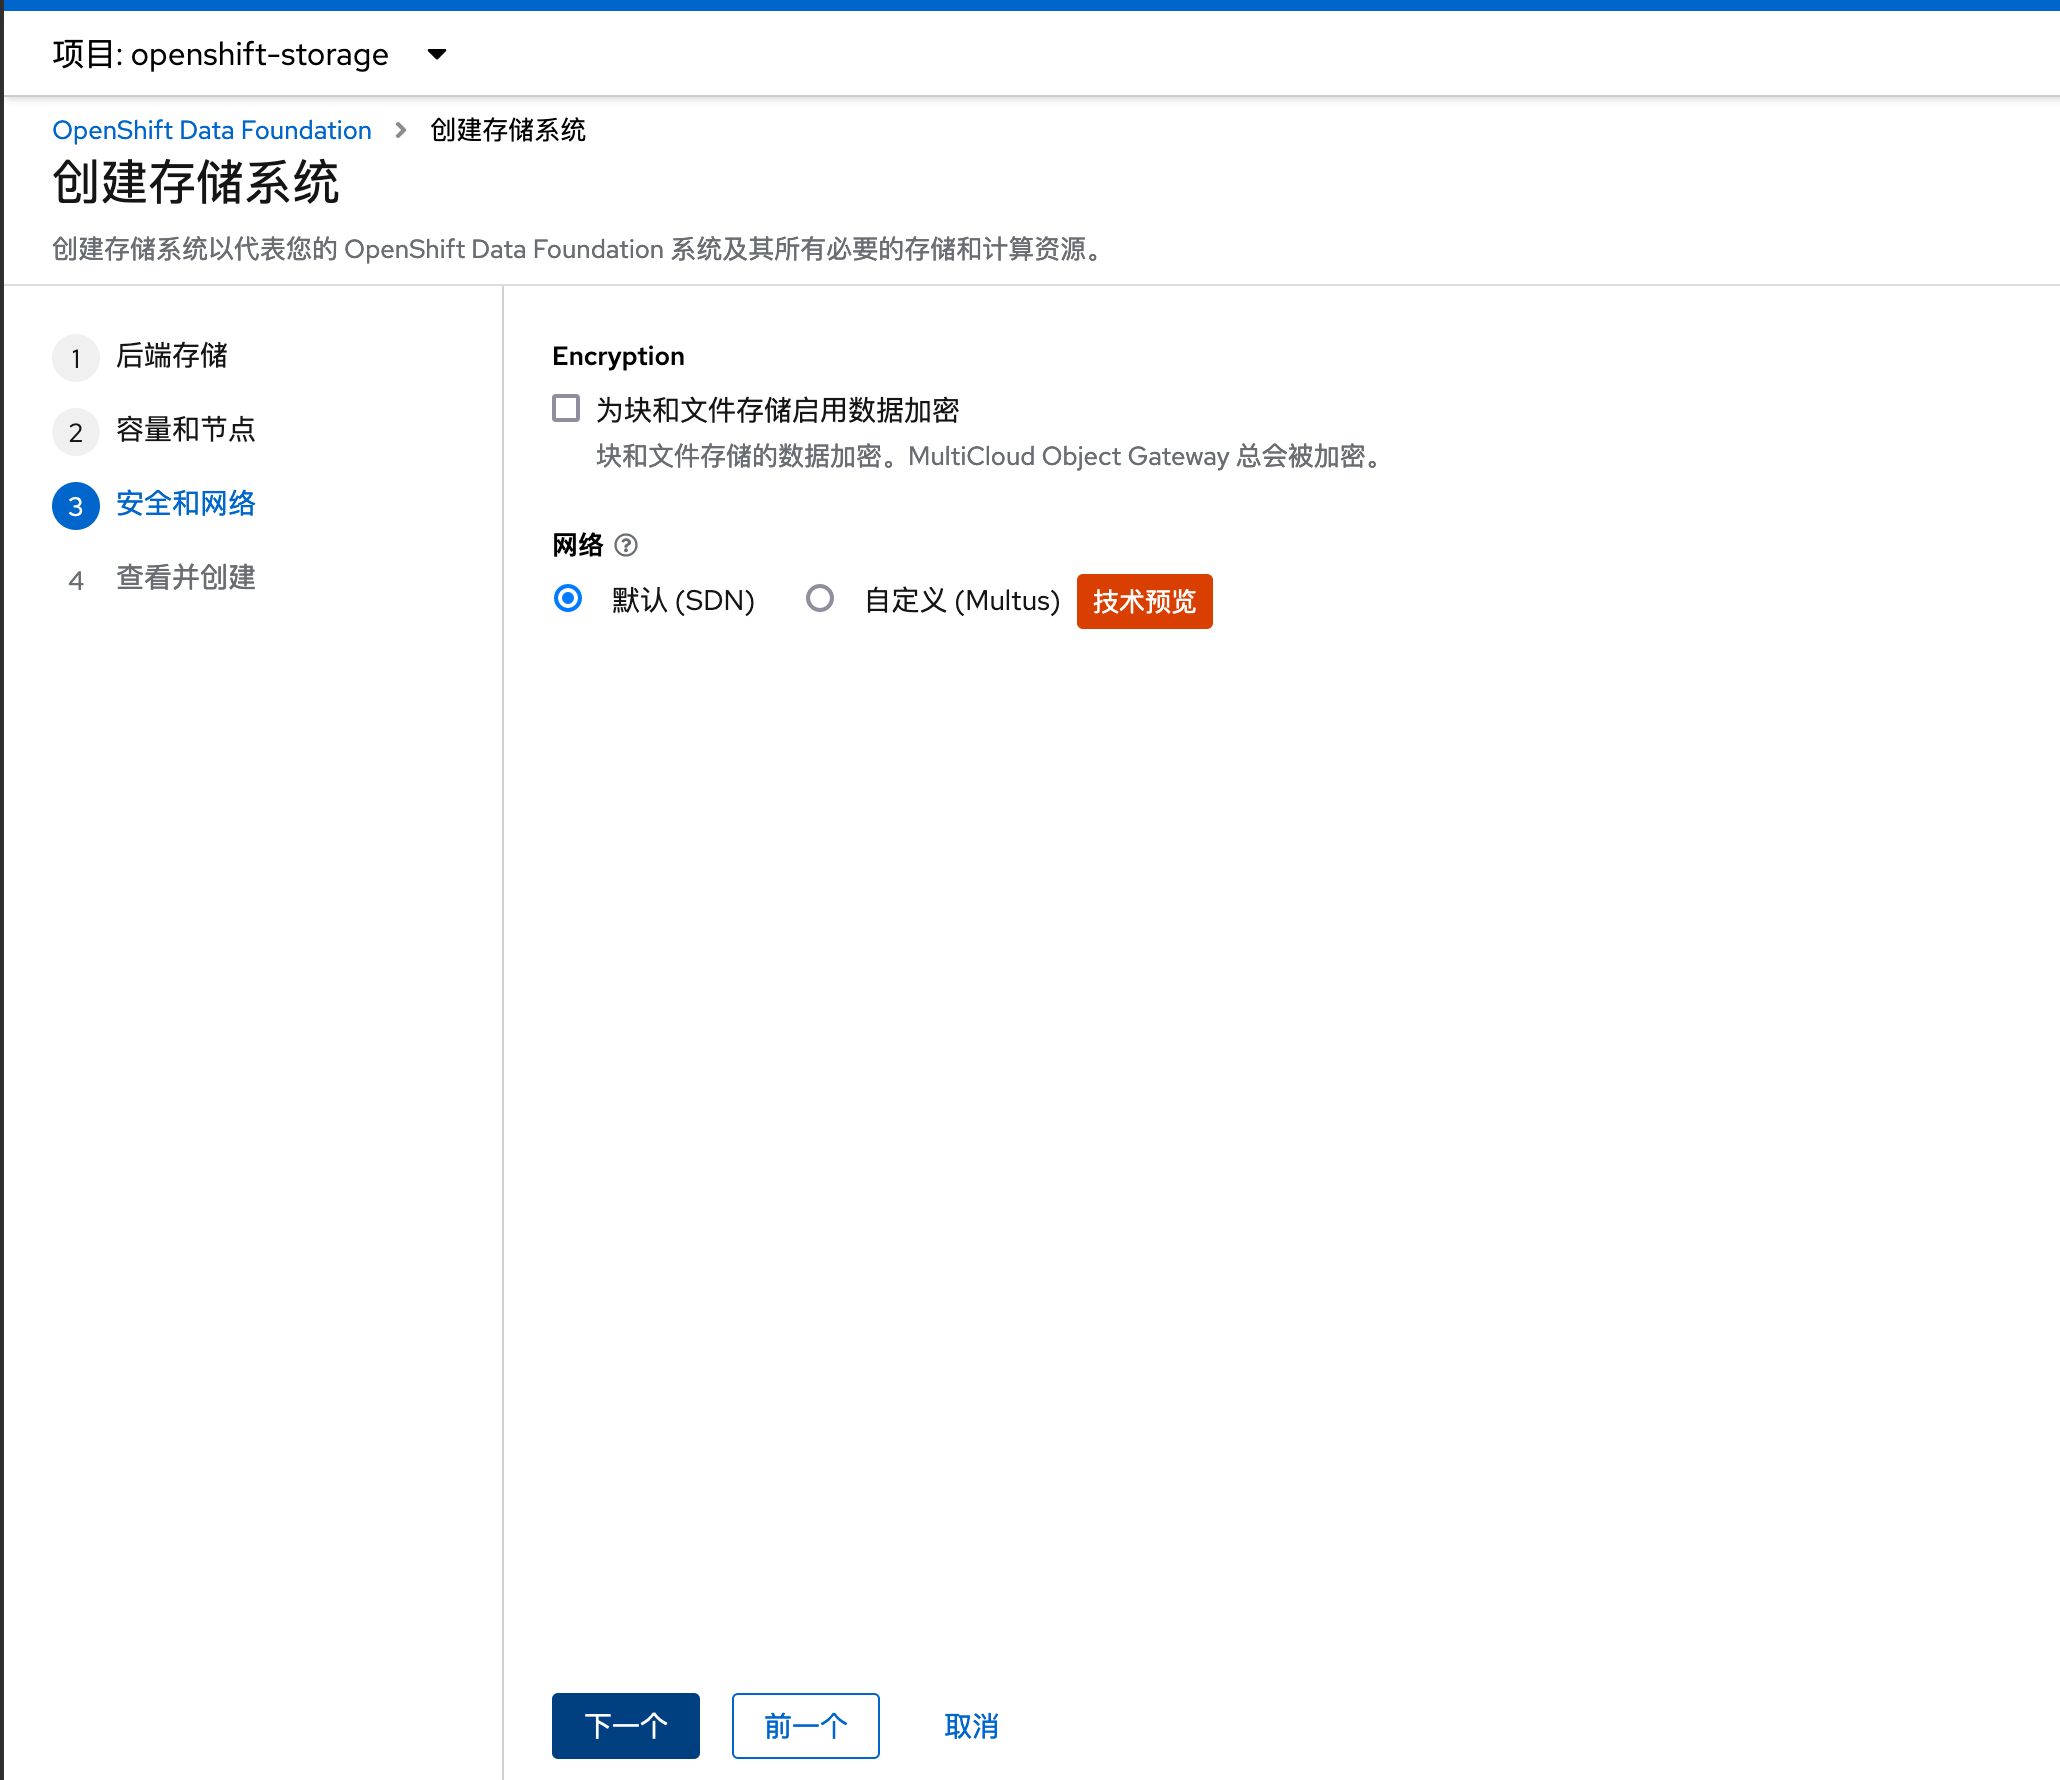 项目: openshift-storage
OpenShift Data Foundation > 创建存储系统
创建存储系统
创建存储系统以代表您的 OpenShift Data Foundation 系统及其所有必要的存储和计算资源。
1 后端存储
2 容量和节点
3 安全和网络
4 查看并创建
Encryption
为块和文件存储启用数据加密
块和文件存储的数据加密。MultiCloud Object Gateway 总会被加密。
网络
默认 (SDN) 自定义 (Multus) 技术预览
下一个 前一个 取消